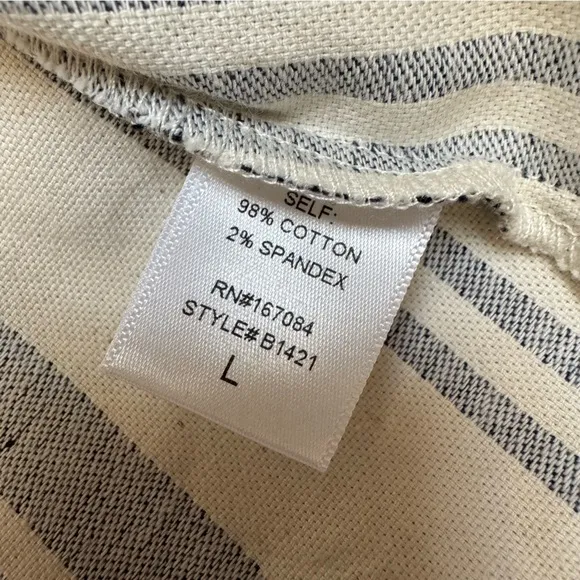 SELF:
98% COTTON
2% SPANDEX
RN#167084
STYLE# B1421
L